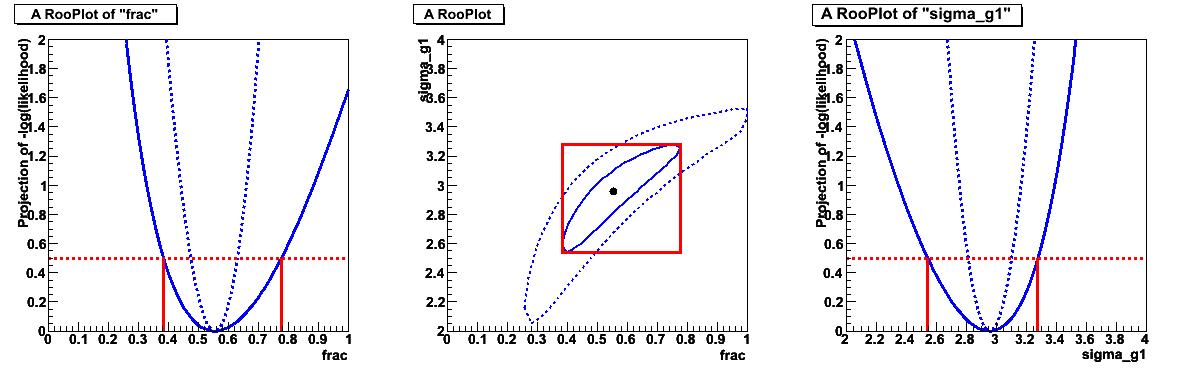 A RooPlot of "frac"
Projection of -log(likelihood)
2
1.8
1.6
1.4
1.2
1
0.8
0.6
0.4
0.2
0
0 0.1 0.2 0.3 0.4 0.5 0.6 0.7 0.8 0.9 1
frac
A RooPlot
sigma_g1
4
3.8
3.6
3.4
3.2
3
2.8
2.6
2.4
2.2
2
0 0.1 0.2 0.3 0.4 0.5 0.6 0.7 0.8 0.9 1
frac
A RooPlot of "sigma_g1"
Projection of -log(likelihood)
2
1.8
1.6
1.4
1.2
1
0.8
0.6
0.4
0.2
0
2 2.2 2.4 2.6 2.8 3 3.2 3.4 3.6 3.8 4
sigma_g1